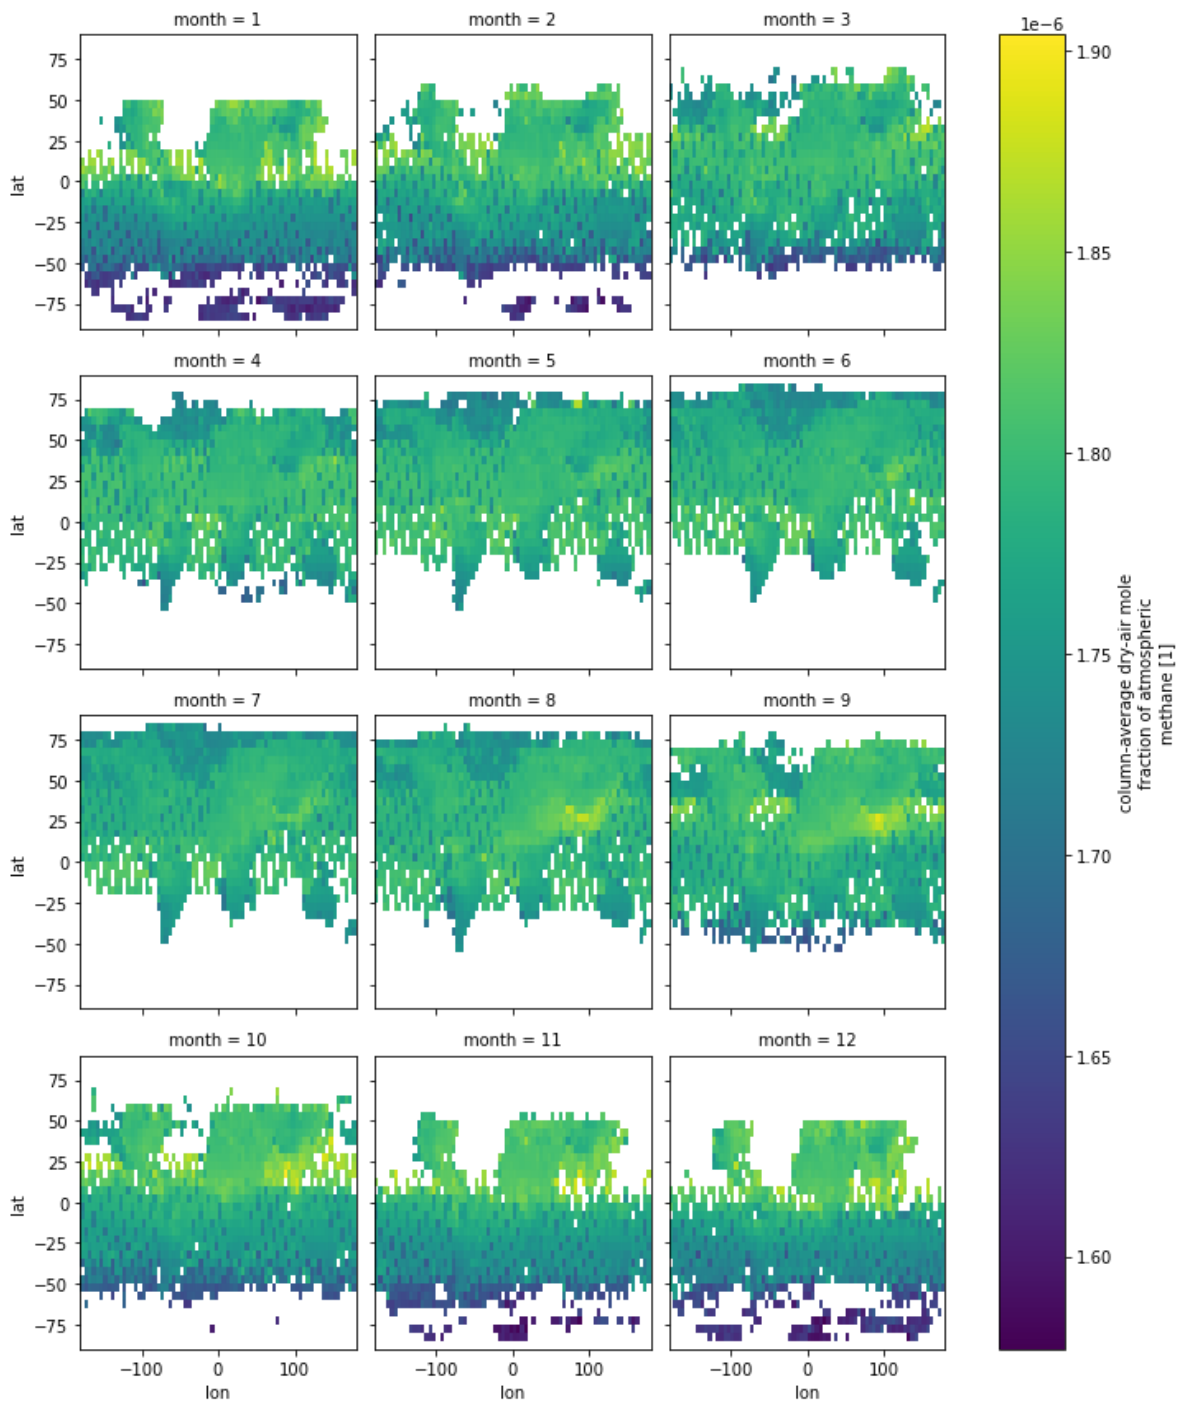 month = 1
month = 2
month = 3
75
50
25
0
−25
−50
−75
lat
month = 4
month = 5
month = 6
75
50
25
0
−25
−50
−75
lat
month = 7
month = 8
month = 9
75
50
25
0
−25
−50
−75
lat
month = 10
month = 11
month = 12
75
50
25
0
−25
−50
−75
lat
−100 0 100
lon
−100 0 100
lon
−100 0 100
lon
1e−6
1.90
1.85
1.80
1.75
1.70
1.65
1.60
column-average dry-air mole
fraction of atmospheric
methane [1]